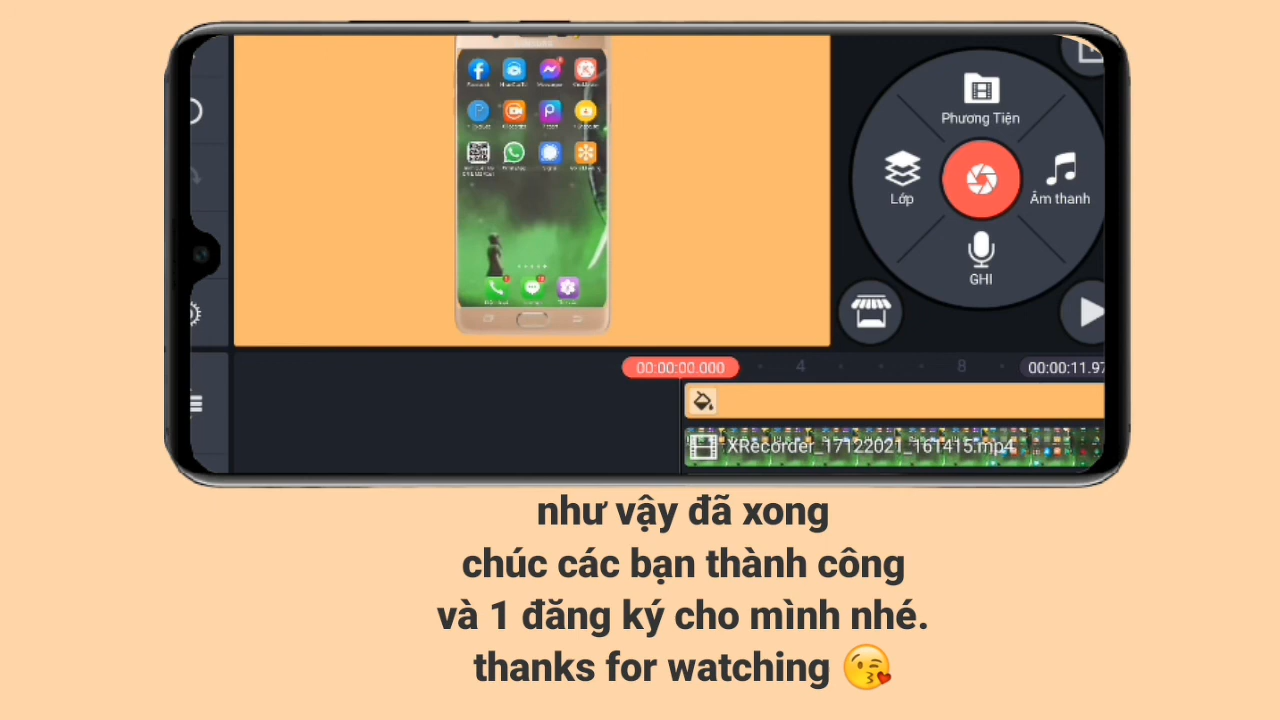 Phương Tiện
Lớp
Âm thanh
GHI
00:00:00.000
4
8
00:00:11.97
XRecorder_17122021_161415.mp4
như vậy đã xong
chúc các bạn thành công
và 1 đăng ký cho mình nhé.
thanks for watching 😘